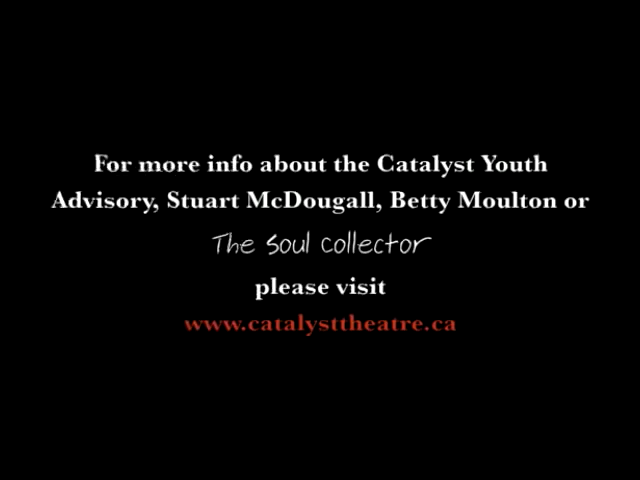 For more info about the Catalyst Youth
Advisory, Stuart McDougall, Betty Moulton or
The Soul Collector
please visit
www.catalysttheatre.ca